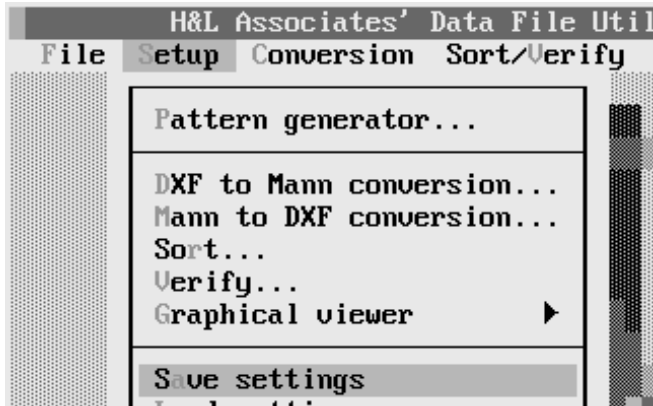 H&L Associates' Data File Util
File Setup Conversion Sort/Verify
Pattern generator...
DXF to Mann conversion...
Mann to DXF conversion...
Sort...
Verify...
Graphical viewer
Save settings